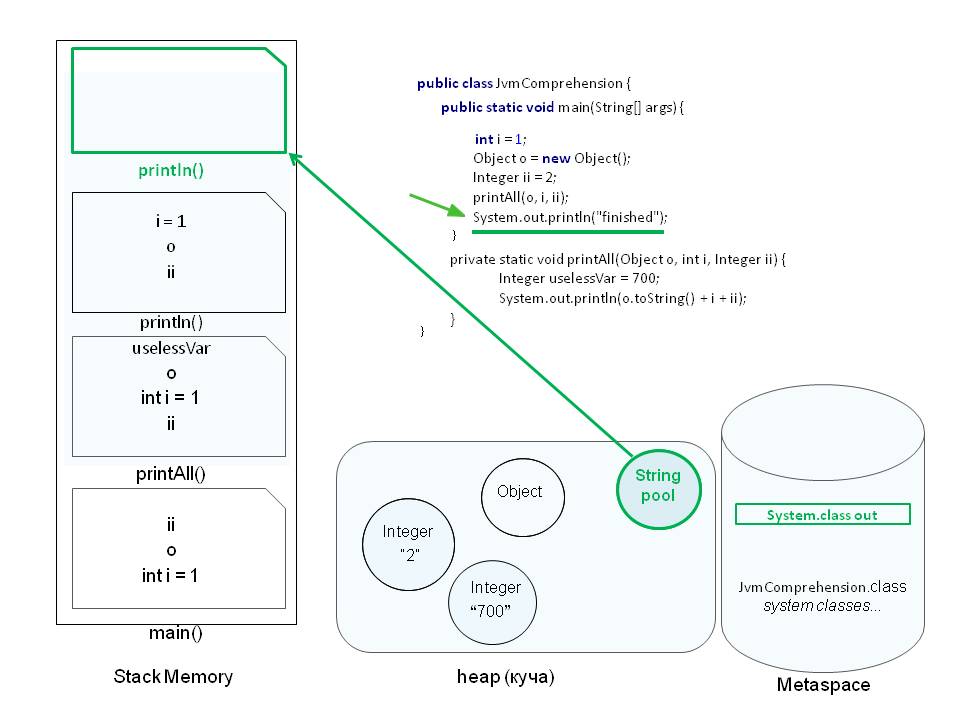 println()
i = 1
o
ii
println()
uselessVar
o
int i = 1
ii
printAll()
ii
o
int i = 1
main()
Stack Memory
public class JvmComprehension {
public static void main(String[] args) {
int i = 1;
Object o = new Object();
Integer ii = 2;
printAll(o, i, ii);
System.out.println("finished");
}
private static void printAll(Object o, int i, Integer ii) {
Integer uselessVar = 700;
System.out.println(o.toString() + i + ii);
}
}
String
pool
Object
Integer
"2"
Integer
“700”
heap (куча)
System.class out
JvmComprehension.class
system classes...
Metaspace